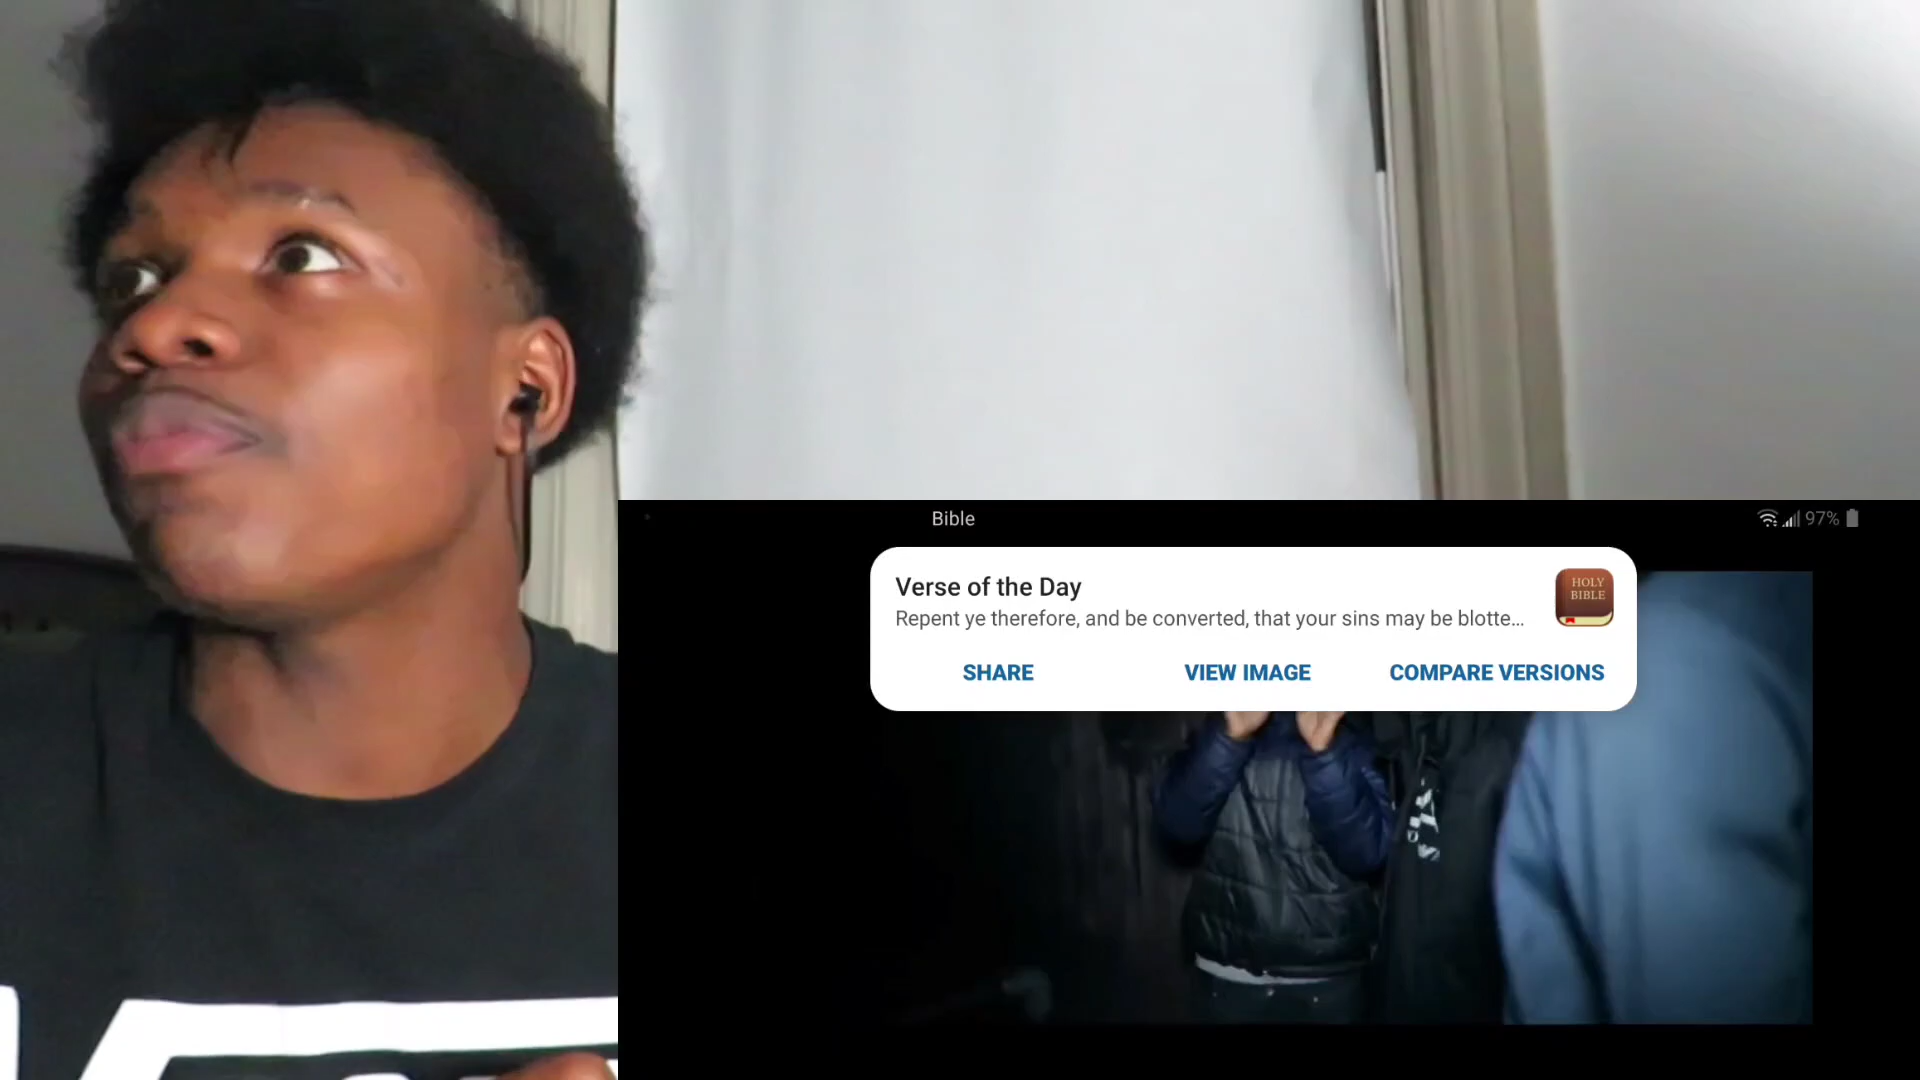 Bible
97%
Verse of the Day
HOLY
BIBLE
Repent ye therefore, and be converted, that your sins may be blotte...
SHARE
VIEW IMAGE
COMPARE VERSIONS